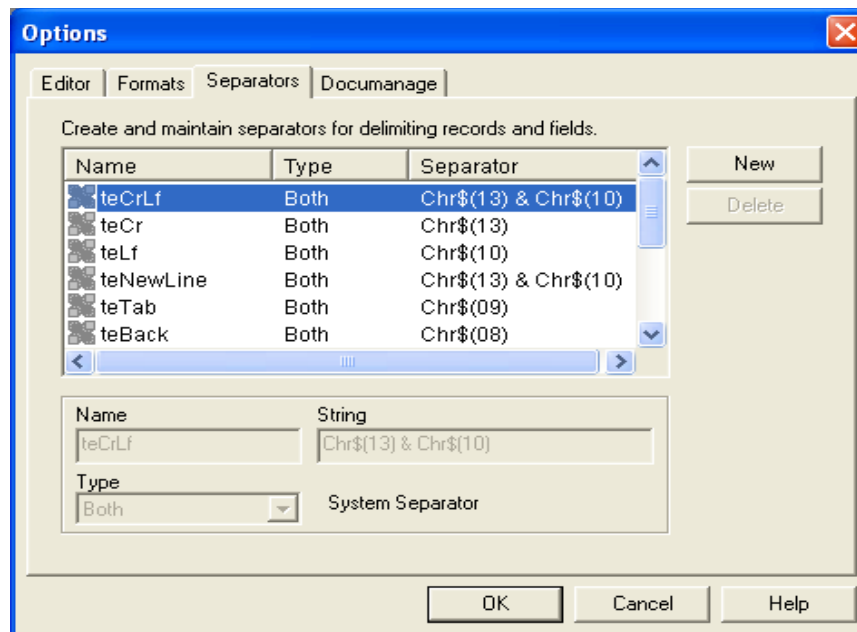 Options
Editor Formats Separators Documanage
Create and maintain separators for delimiting records and fields.
Name Type Separator New
teCrLf Both Chr$(13) & Chr$(10) Delete
teCr Both Chr$(13)
teLf Both Chr$(10)
teNewLine Both Chr$(13) & Chr$(10)
teTab Both Chr$(09)
teBack Both Chr$(08)
Name String
teCrLf Chr$(13) & Chr$(10)
Type
Both System Separator
OK Cancel Help